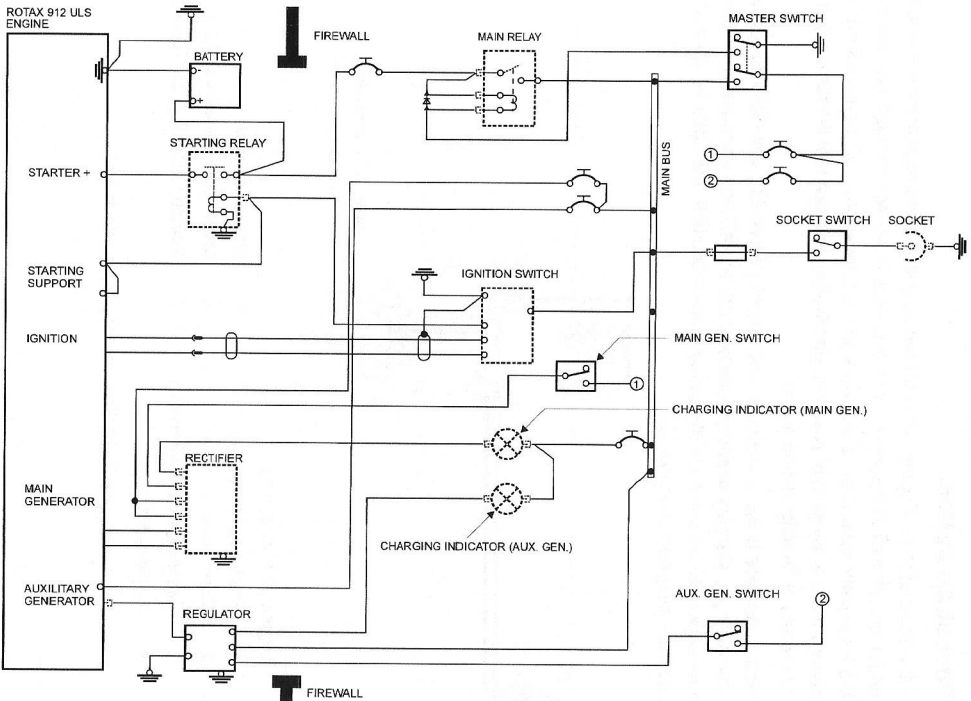 ROTAX 912 ULS
ENGINE
FIREWALL
MAIN RELAY
MASTER SWITCH
BATTERY
-
+
STARTING RELAY
STARTER +
MAIN BUS
1
2
SOCKET SWITCH
SOCKET
STARTING
SUPPORT
IGNITION SWITCH
IGNITION
MAIN GEN. SWITCH
1
CHARGING INDICATOR (MAIN GEN.)
RECTIFIER
MAIN
GENERATOR
CHARGING INDICATOR (AUX. GEN.)
AUXILITARY
GENERATOR
AUX. GEN. SWITCH
2
REGULATOR
FIREWALL